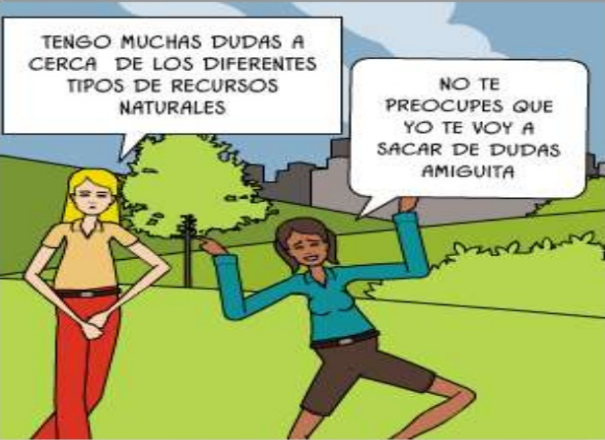 TENGO MUCHAS DUDAS A
CERCA DE LOS DIFERENTES
TIPOS DE RECURSOS
NATURALES
NO TE
PREOCUPES QUE
YO TE VOY A
SACAR DE DUDAS
AMIGUITA